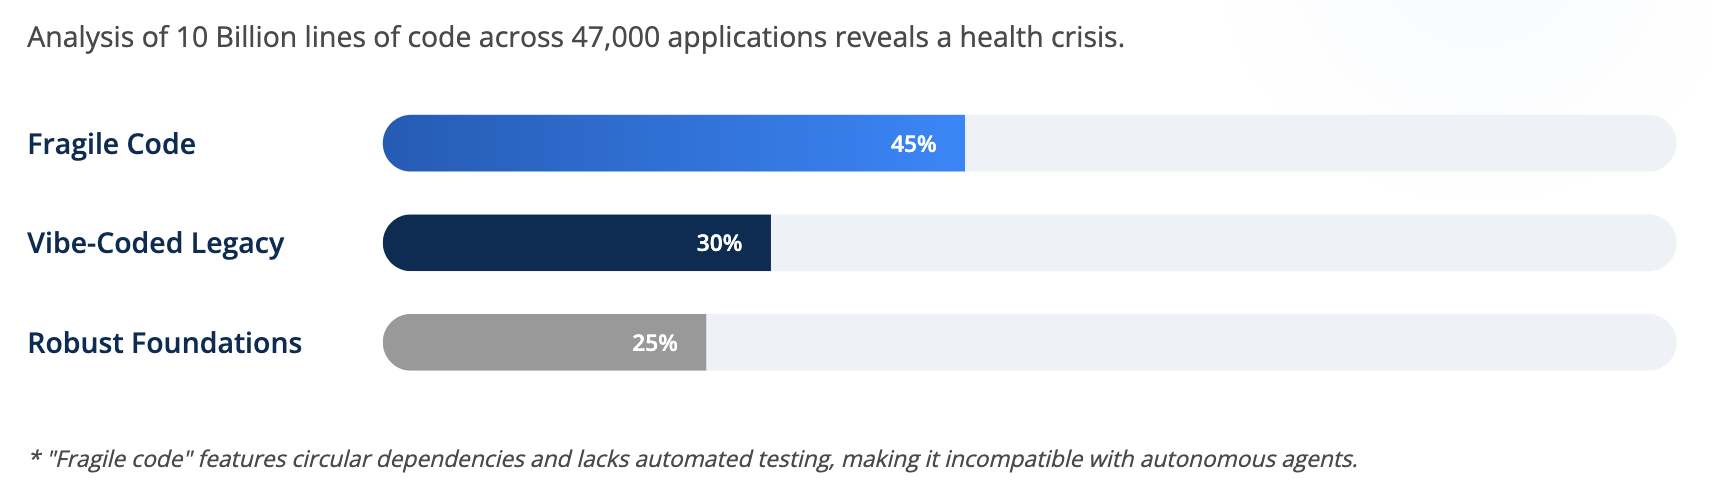 Analysis of 10 Billion lines of code across 47,000 applications reveals a health crisis.
Fragile Code
45%
Vibe-Coded Legacy
30%
Robust Foundations
25%
* "Fragile code" features circular dependencies and lacks automated testing, making it incompatible with autonomous agents.